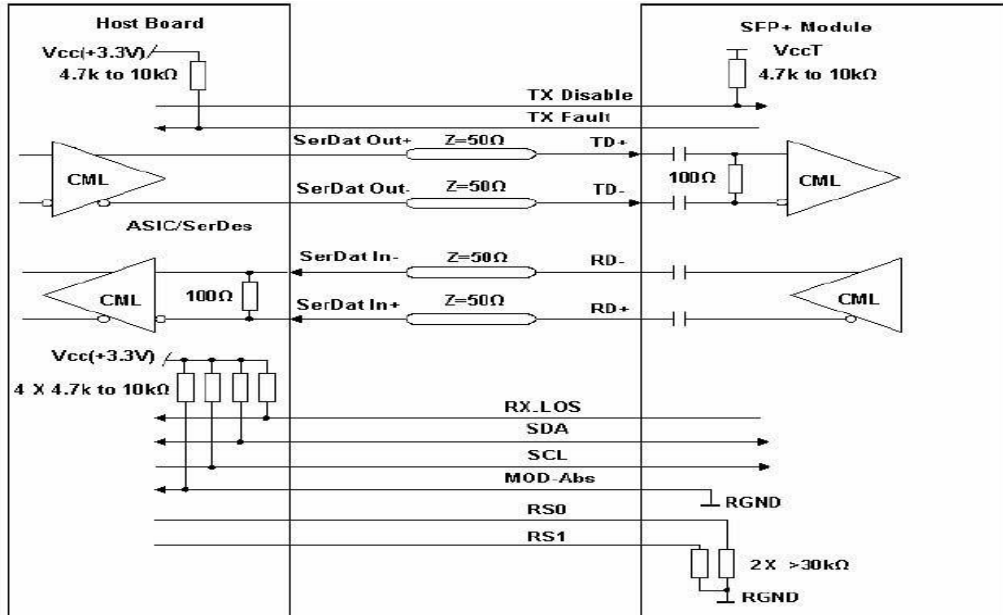 Host Board
SFP+ Module
Vcc(+3.3V)
4.7k to 10kΩ
VccT
4.7k to 10kΩ
TX Disable
TX Fault
SerDat Out+
Z=50Ω
TD+
CML
100Ω
CML
SerDat Out-
Z=50Ω
TD-
ASIC/SerDes
SerDat In-
Z=50Ω
RD-
CML
100Ω
CML
SerDat In+
Z=50Ω
RD+
Vcc(+3.3V)
4 X 4.7k to 10kΩ
RX-LOS
SDA
SCL
MOD-Abs
RGND
RS0
RS1
2X >30kΩ
RGND